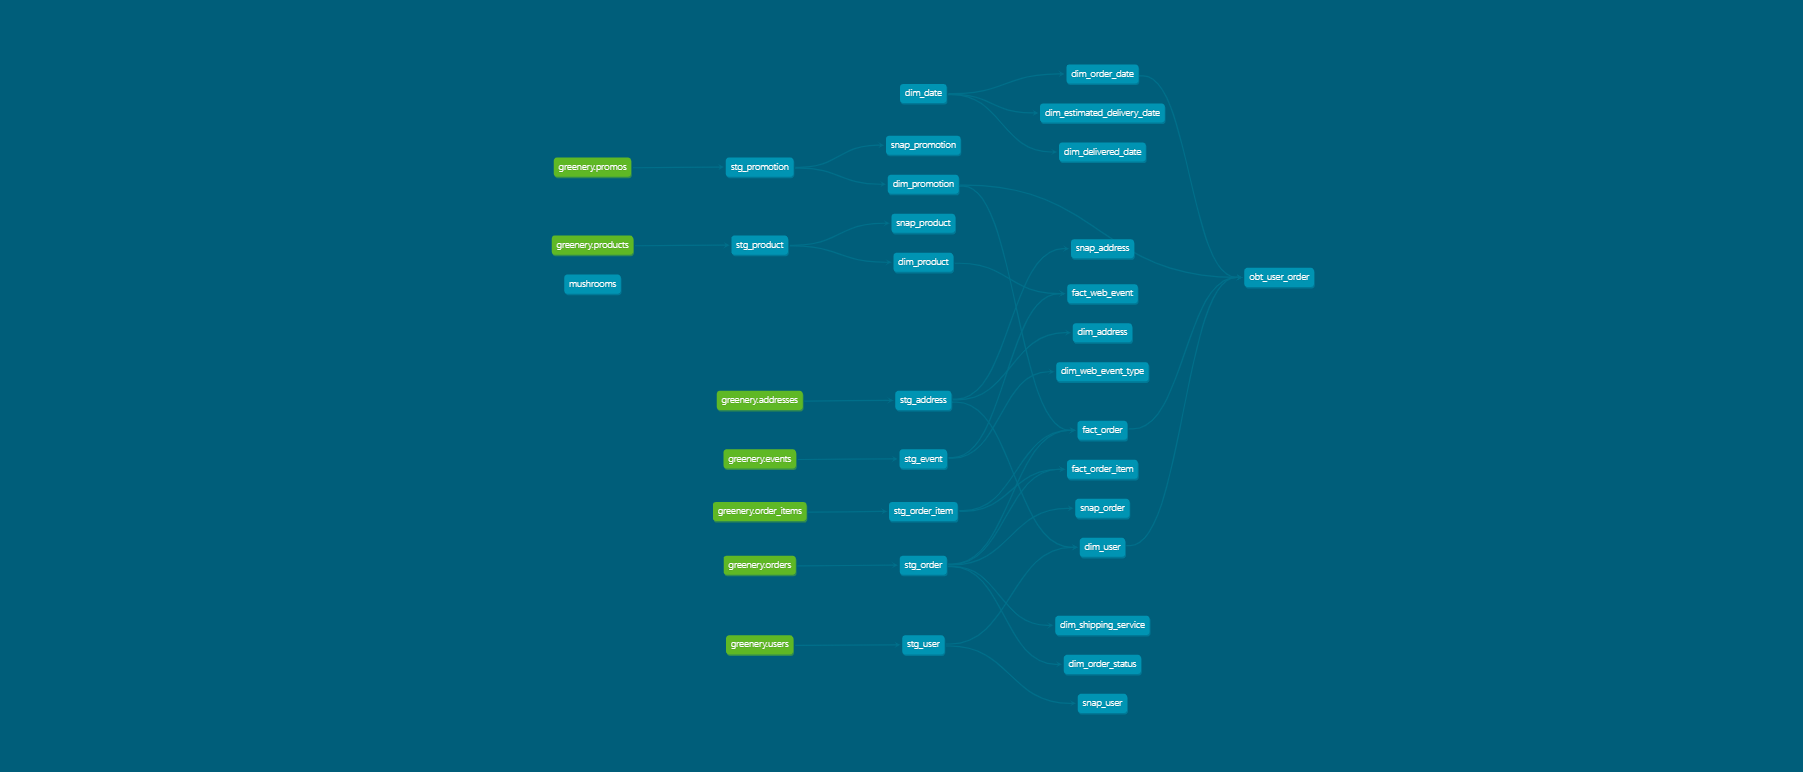 dim_order_date
dim_date
dim_estimated_delivery_date
snap_promotion
dim_delivered_date
greenery.promos
stg_promotion
dim_promotion
snap_product
greenery.products
stg_product
snap_address
dim_product
obt_user_order
mushrooms
fact_web_event
dim_address
dim_web_event_type
greenery.addresses
stg_address
fact_order
greenery.events
stg_event
fact_order_item
greenery.order_items
stg_order_item
snap_order
dim_user
greenery.orders
stg_order
dim_shipping_service
greenery.users
stg_user
dim_order_status
snap_user